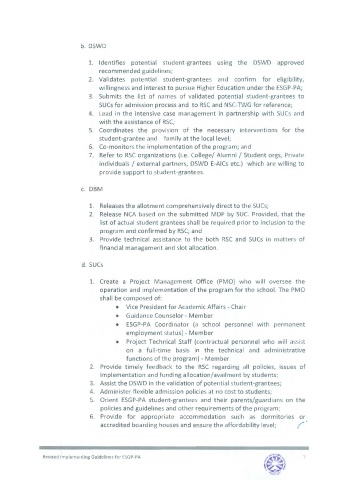 b. DSWD
1. Identifies potential student-grantees using the DSWD approved
recommended guidelines;
2. Validates potential student-grantees and confirm for eligibility,
willingness and interest to pursue Higher Education under the ESGP-PA;
3. Submits the list of names of validated potential student-grantees to
SUCs for admission process and to RSC and NSC-TWG for reference;
4. Lead in the intensive case management in partnership with SUCs and
with the assistance of RSC;
5. Coordinates the provision of the necessary interventions for the
student-grantee and family at the local level;
6. Co-monitors the implementation of the program; and
7. Refer to RSC organizations (i.e. College/ Alumni / Student orgs, Private
individuals / external partners, DSWD E-AICs etc.) which are willing to
provide support to student-grantees.
c. DBM
1. Releases the allotment comprehensively direct to the SUCs;
2. Release NCA based on the submitted MDP by SUC. Provided, that the
list of actual student grantees shall be required prior to inclusion to the
program and confirmed by RSC; and
3. Provide technical assistance to the both RSC and SUCs in matters of
financial management and slot allocation.
d. SUCs
1. Create a Project Management Office (PMO) who will oversee the
operation and implementation of the program for the school. The PMO
shall be composed of:
• Vice President for Academic Affairs - Chair
• Guidance Counselor - Member
• ESGP-PA Coordinator (a school personnel with permanent
employment status) - Member
• Project Technical Staff (contractual personnel who will assist
on a full-time basis in the technical and administrative
functions of the program) - Member
2. Provide timely feedback to the RSC regarding all policies, issues of
implementation and funding allocation/availment by students;
3. Assist the DSWD in the validation of potential student-grantees;
4. Administer flexible admission policies at no cost to students;
5. Orient ESGP-PA student-grantees and their parents/guardians on the
policies and guidelines and other requirements of the program;
6. Provide for appropriate accommodation such as dormitories or
accredited boarding houses and ensure the affordability level;
Revised Implementing Guidelines for ESGP-PA